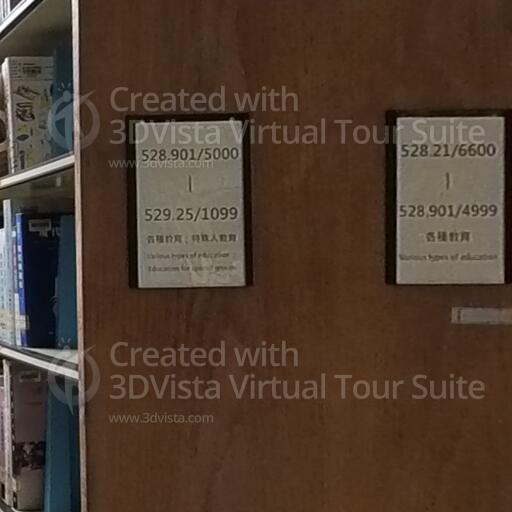 Created with
3DVista Virtual Tour Suite
www.3dvista.com
528.901/5000
|
529.25/1099
各種教育；特殊人教育
Various types of education
Education for special groups
528.21/6600
|
528.901/4999
各種教育
Various types of education
Created with
3DVista Virtual Tour Suite
www.3dvista.com